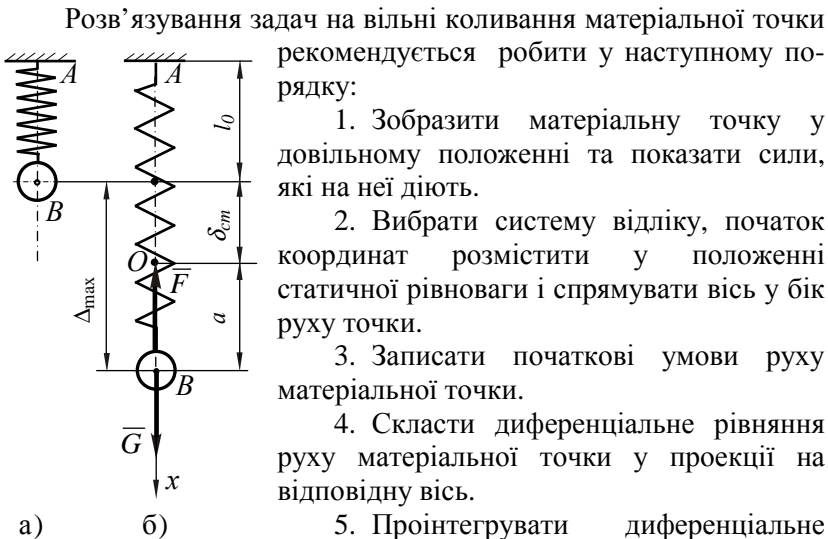 Розв’язування задач на вільні коливання матеріальної точки
рекомендується робити у наступному по-
рядку:
1. Зобразити матеріальну точку у
довільному положенні та показати сили,
які на неї діють.
2. Вибрати систему відліку, початок
координат розмістити у положенні
статичної рівноваги і спрямувати вісь у бік
руху точки.
3. Записати початкові умови руху
матеріальної точки.
4. Скласти диференціальне рівняння
руху матеріальної точки у проекції на
відповідну вісь.
5. Проінтегрувати диференціальне
A
A
l₀
B
δст
O
F
Δmax
a
B
G
x
а) б)